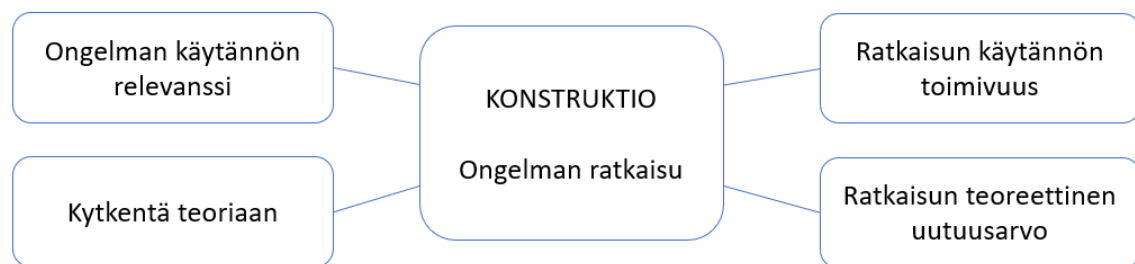 Ongelman käytännön
relevanssi
Kytkentä teoriaan
KONSTRUKTIO
Ongelman ratkaisu
Ratkaisun käytännön
toimivuus
Ratkaisun teoreettinen
uutuusarvo